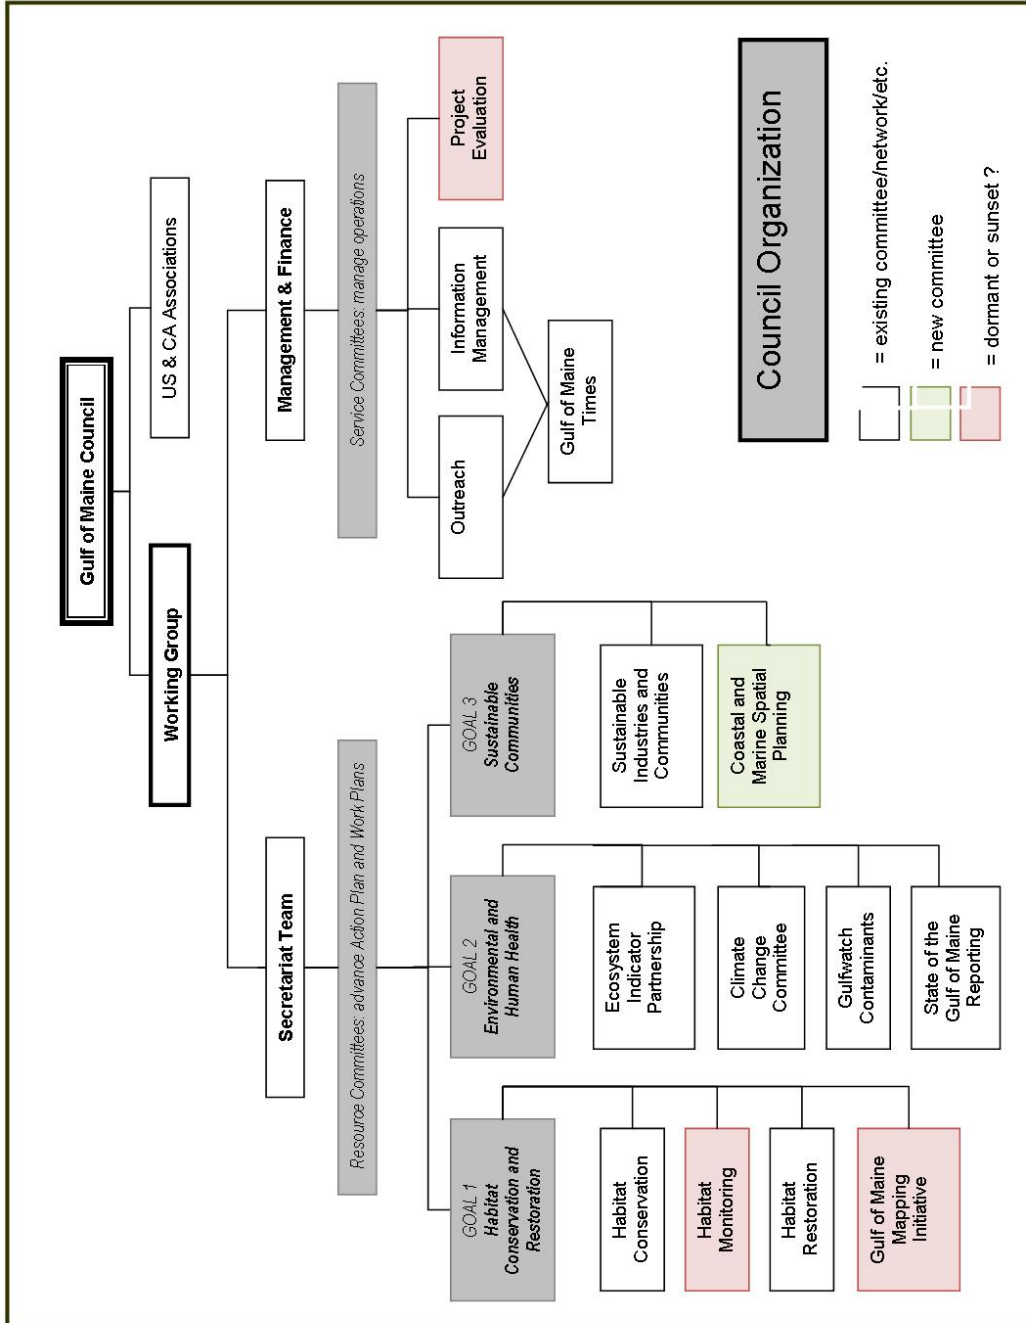 Gulf of Maine Council
Working Group
US & CA Associations
Secretariat Team
Management & Finance
Resource Committees: advance Action Plan and Work Plans
Service Committees: manage operations
GOAL 1
Habitat
Conservation and
Restoration
GOAL 2
Environmental and
Human Health
GOAL 3
Sustainable
Communities
Outreach
Information
Management
Project
Evaluation
Gulf of Maine
Times
Habitat
Conservation
Habitat
Monitoring
Habitat
Restoration
Gulf of Maine
Mapping
Initiative
Ecosystem
Indicator
Partnership
Climate
Change
Committee
Gulfwatch
Contaminants
State of the
Gulf of Maine
Reporting
Sustainable
Industries and
Communities
Coastal and
Marine Spatial
Planning
Council Organization
= existing committee/network/etc.
= new committee
= dormant or sunset ?